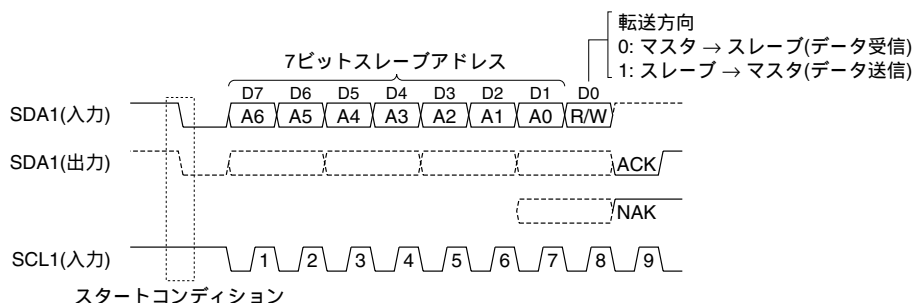 転送方向
0: マスタ → スレーブ(データ受信)
1: スレーブ → マスタ(データ送信)
7ビットスレーブアドレス
D7 D6 D5 D4 D3 D2 D1 D0
SDA1(入力) A6 A5 A4 A3 A2 A1 A0 R/W
SDA1(出力) ACK
NAK
SCL1(入力) 1 2 3 4 5 6 7 8 9
スタートコンディション